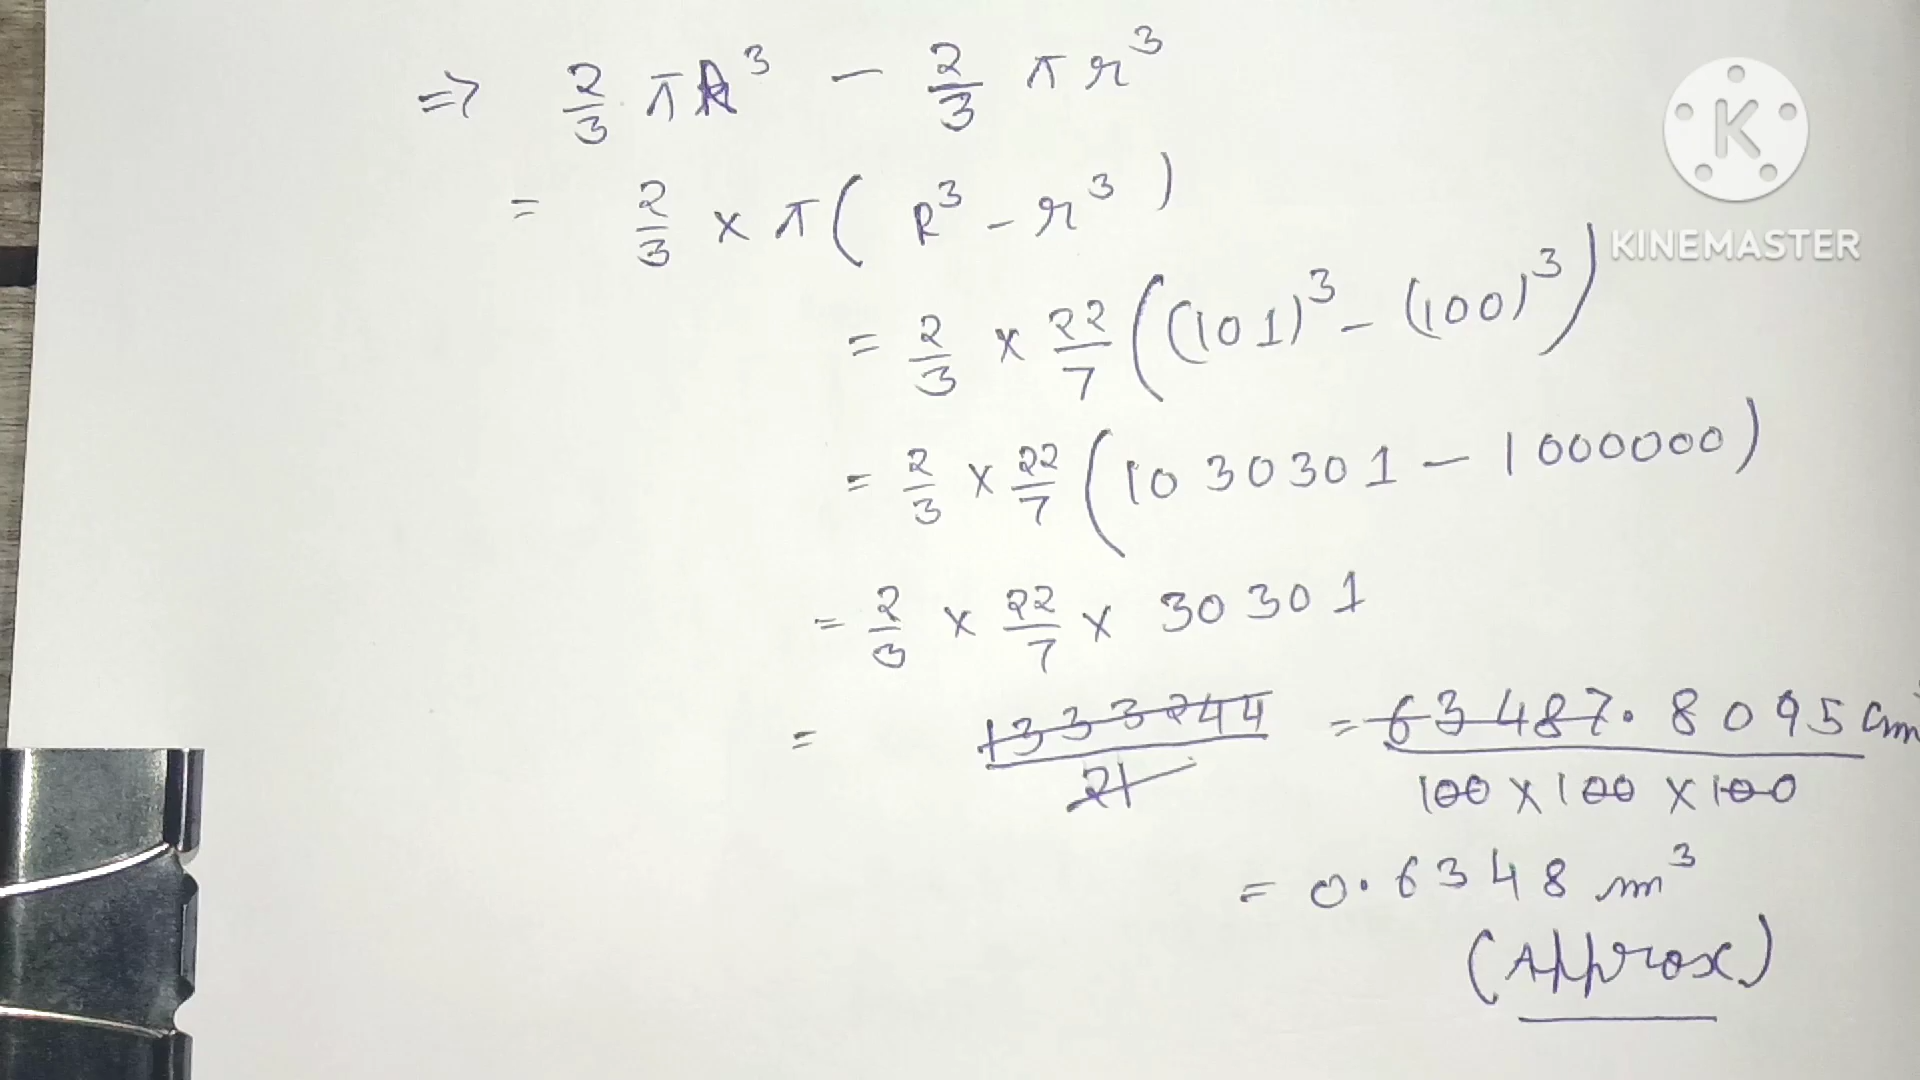 ⇒ 2/3 πR³ − 2/3 πr³
= 2/3 × π( R³ − r³ )
K
KINEMASTER
= 2/3 × 22/7 ((101)³ − (100)³)
= 2/3 × 22/7 (1030301 − 1000000)
= 2/3 × 22/7 × 30301
= 1333244/21 = 63487.8095 cm³/100×100×100
= 0.6348 m³
(Approx)